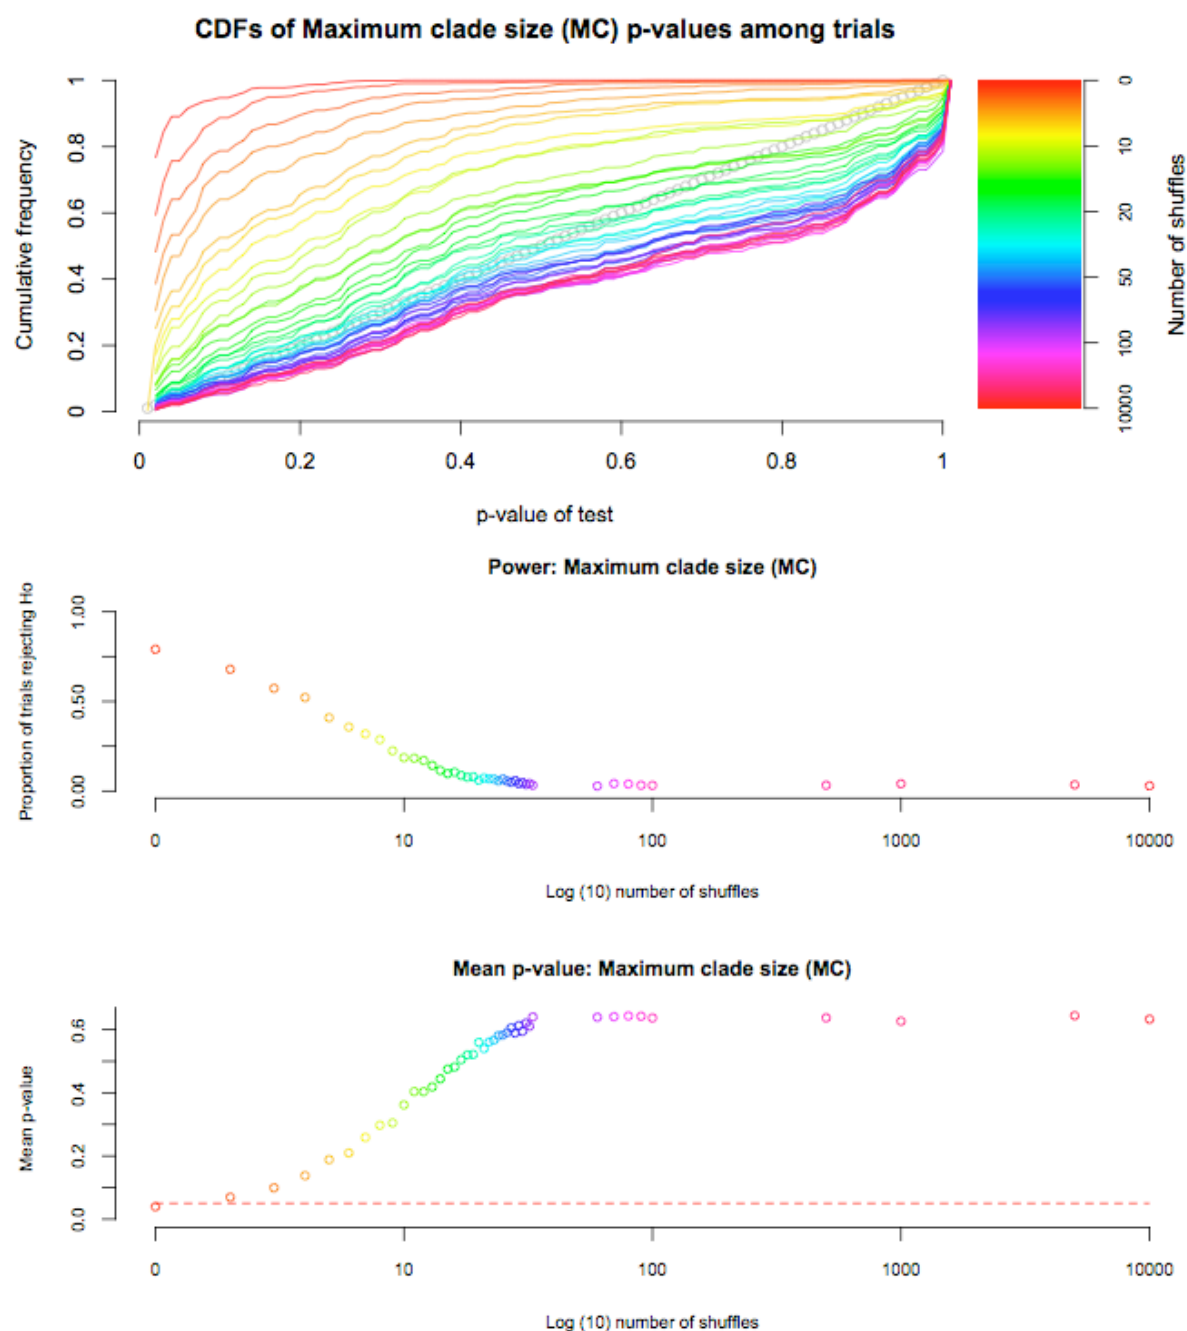 CDFs of Maximum clade size (MC) p-values among trials
Cumulative frequency
1
0.8
0.6
0.4
0.2
0
0 0.2 0.4 0.6 0.8 1
p-value of test
0
10
20
50
100
10000
Number of shuffles
Power: Maximum clade size (MC)
Proportion of trials rejecting Ho
1.00
0.50
0.00
0 10 100 1000 10000
Log (10) number of shuffles
Mean p-value: Maximum clade size (MC)
Mean p-value
0.6
0.4
0.2
0.0
0 10 100 1000 10000
Log (10) number of shuffles